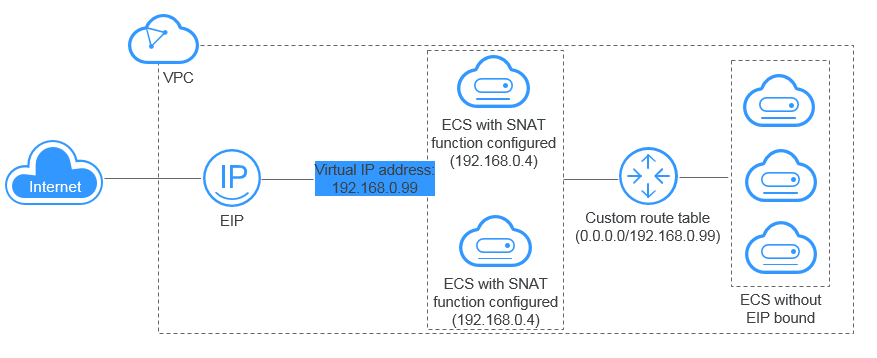 VPC
Internet
IP
EIP
Virtual IP address:
192.168.0.99
ECS with SNAT
function configured
(192.168.0.4)
ECS with SNAT
function configured
(192.168.0.4)
Custom route table
(0.0.0.0/192.168.0.99)
ECS without
EIP bound